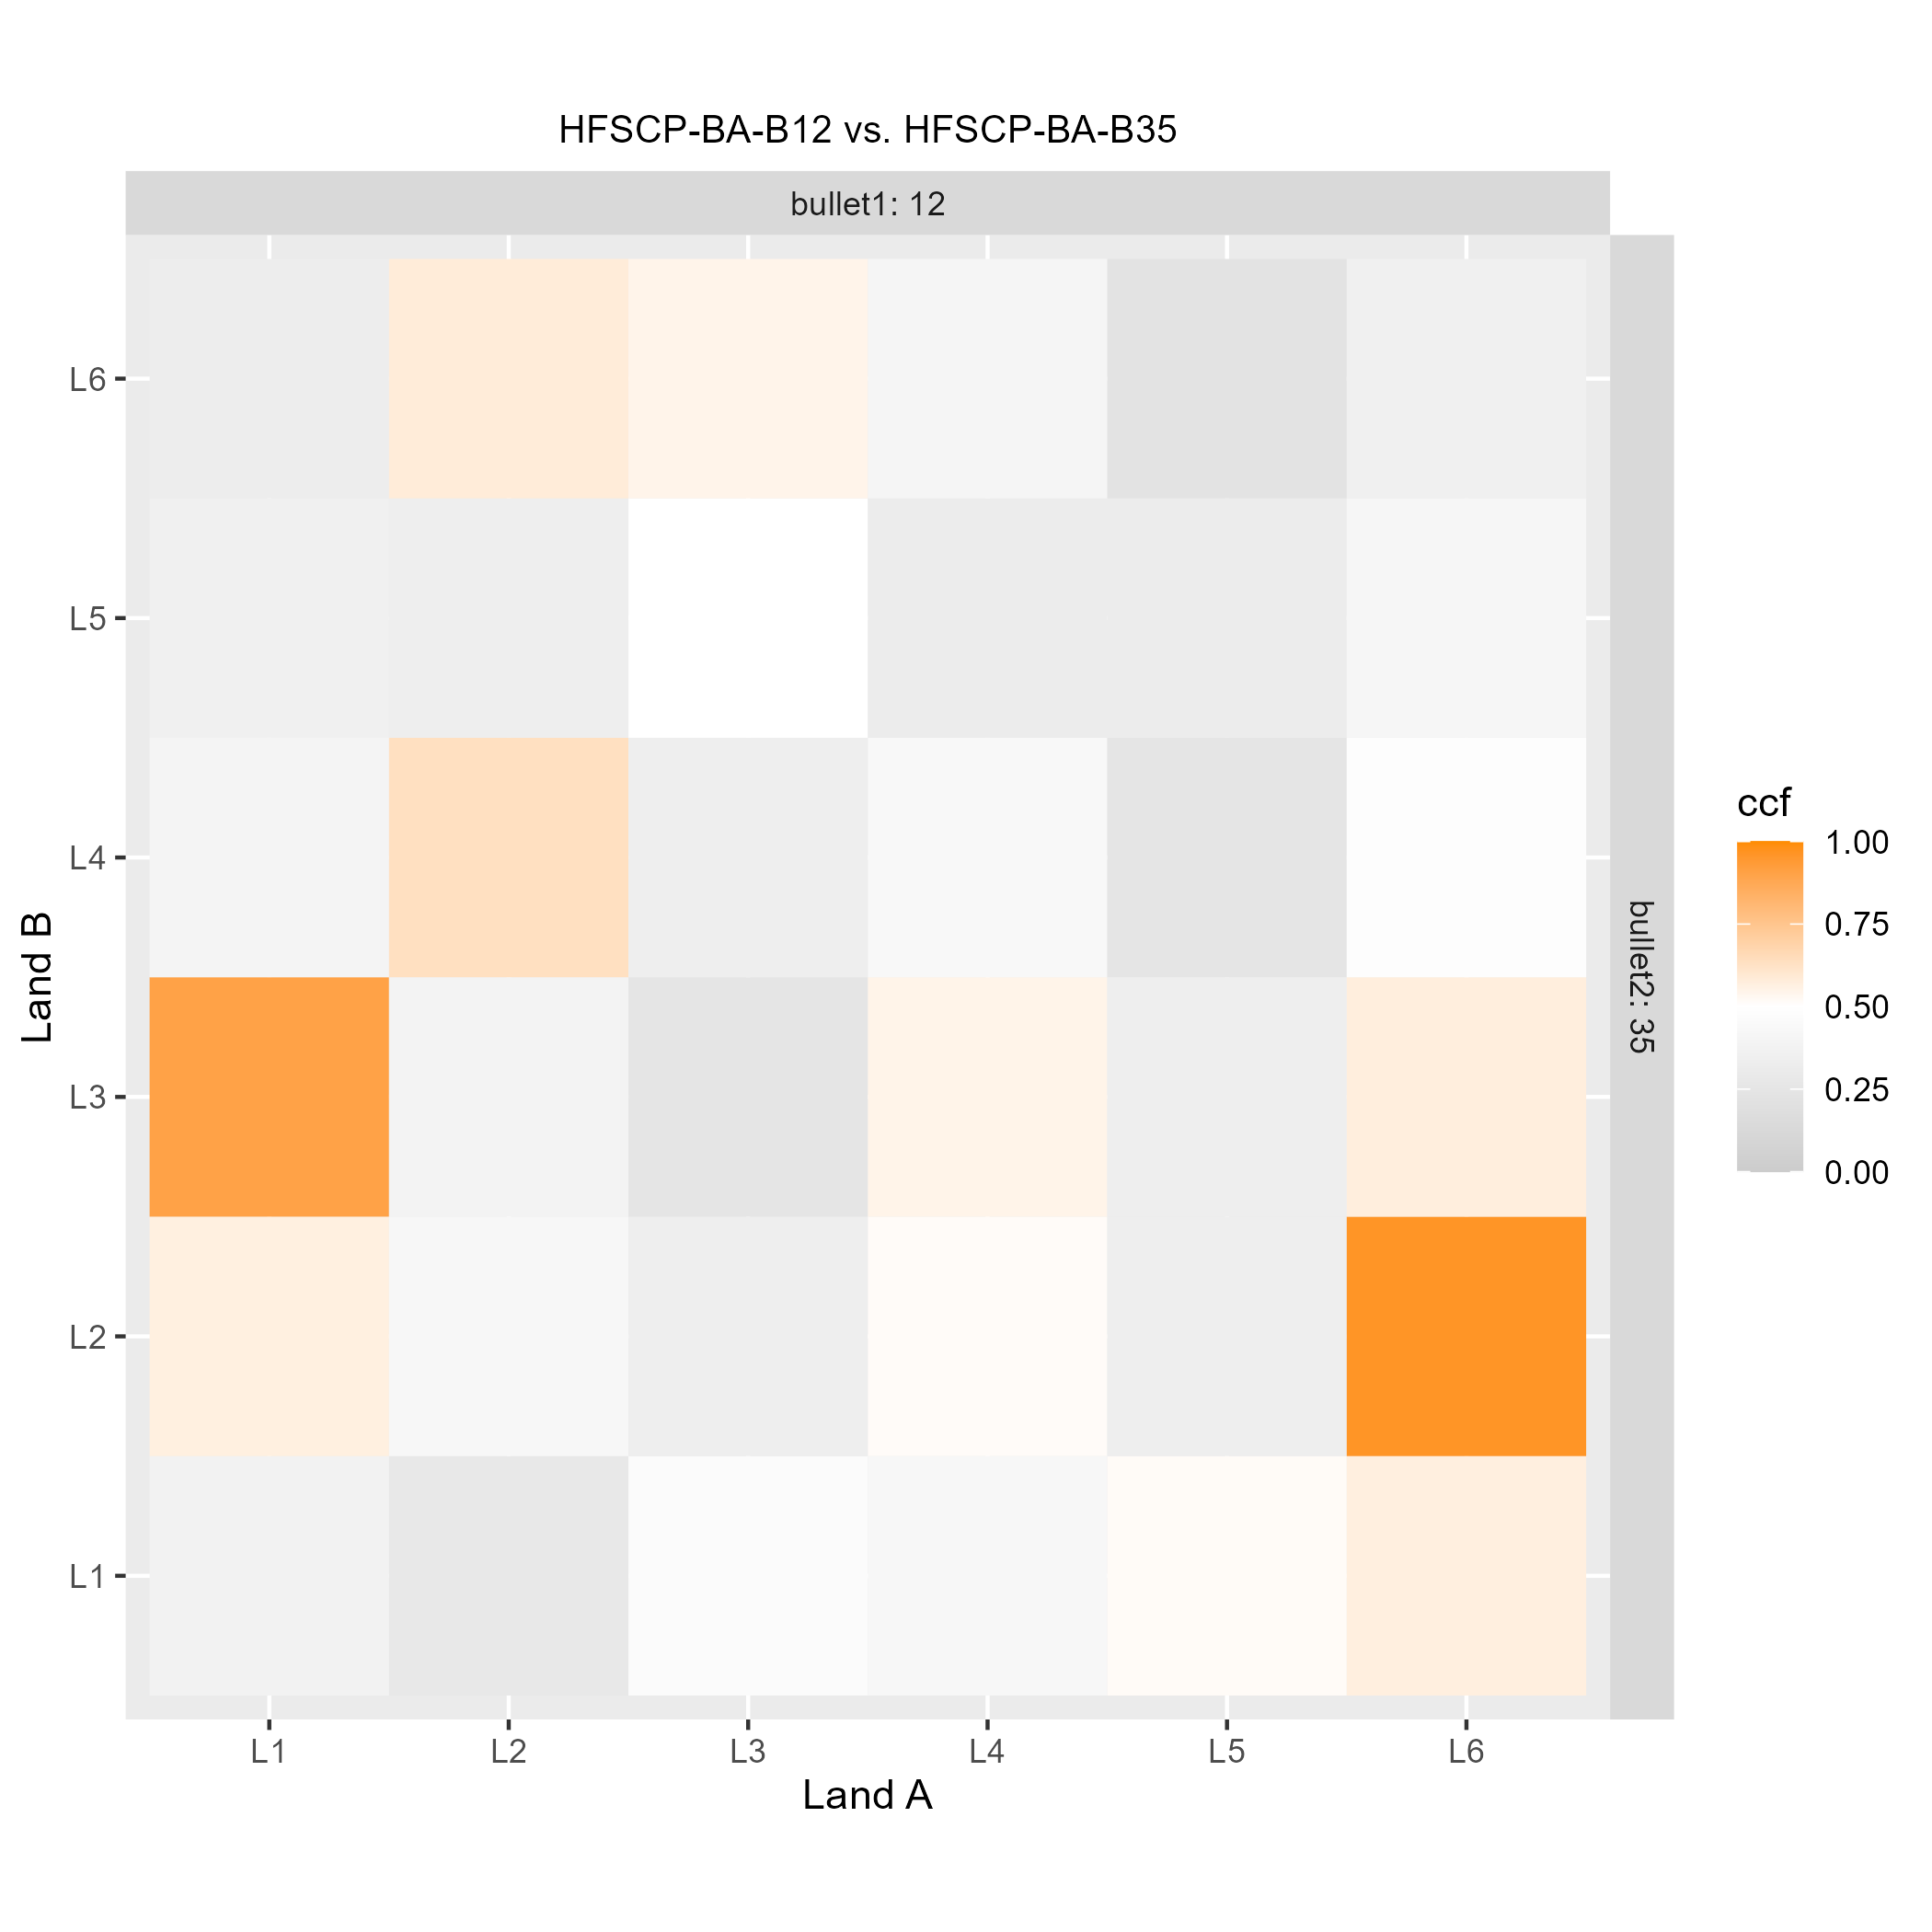 HFSCP-BA-B12 vs. HFSCP-BA-B35
bullet1: 12
L6
L5
L4
L3
L2
L1
Land B
bullet2: 35
ccf
1.00
0.75
0.50
0.25
0.00
L1 L2 L3 L4 L5 L6
Land A